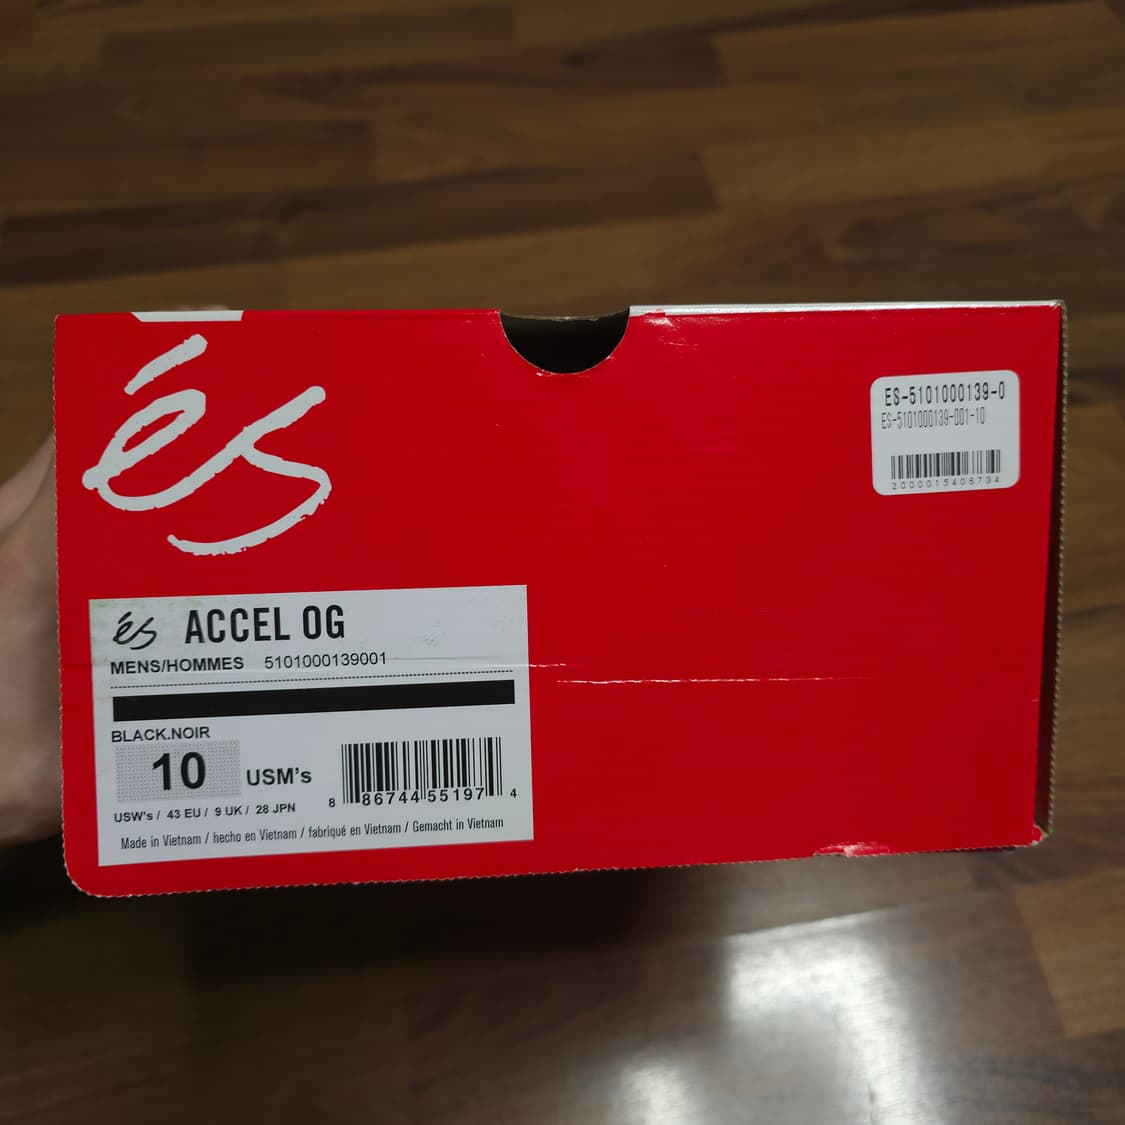 és
ES-5101000139-0
ES-5101000139-001-10
2000015406734
és ACCEL OG
MENS/HOMMES 5101000139001
BLACK.NOIR
10 USM's
8 86744 55197 4
USW's / 43 EU / 9 UK / 28 JPN
Made in Vietnam / hecho en Vietnam / fabriqué en Vietnam / Gemacht in Vietnam